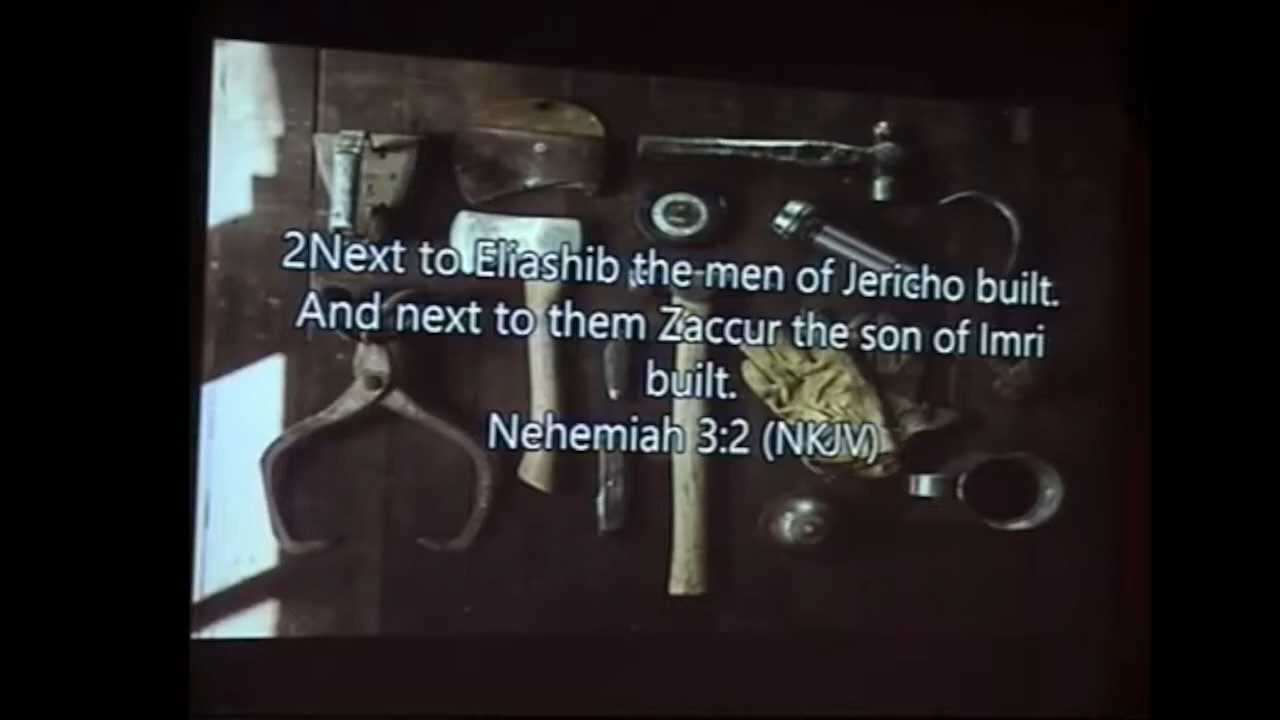 2Next to Eliashib the men of Jericho built.
And next to them Zaccur the son of Imri
built.
Nehemiah 3:2 (NKJV)